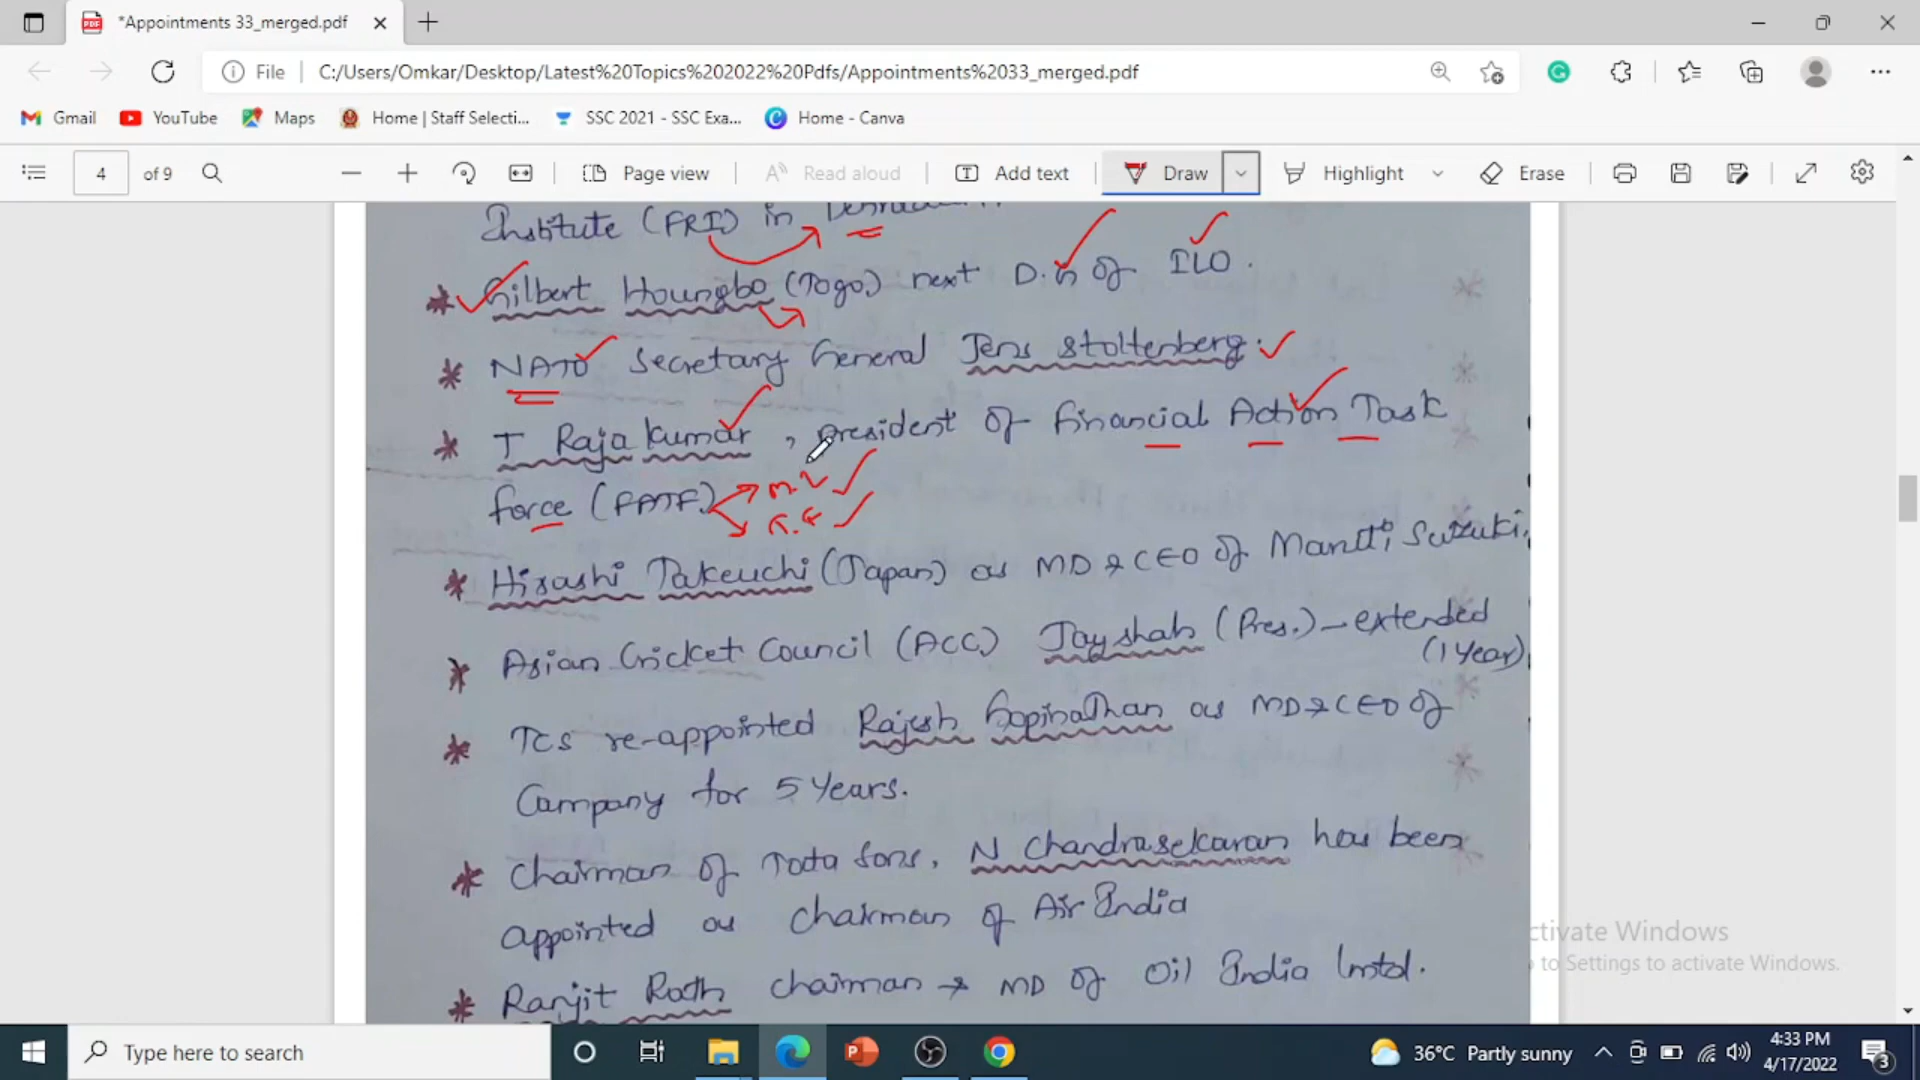 *Appointments 33_merged.pdf
File C:/Users/Omkar/Desktop/Latest%20Topics%202022%20Pdfs/Appointments%2033_merged.pdf
Gmail YouTube Maps Home | Staff Selecti... SSC 2021 - SSC Exa... Home - Canva
4 of 9 Page view Read aloud Add text Draw Highlight Erase
Institute (FRI) in
Gilbert Houngbo (Togo) next D.G of ILO.
NATO Secretary General Jens Stoltenberg.
T Raja kumar, president of Financial Action Task
force (FATF)
Hisashi Takeuchi (Japan) as MD & CEO of Maruti Suzuki.
Asian Cricket Council (ACC) Jayshah (Pres.) - extended
(1 Year)
TCS re-appointed Rajesh Gopinathan as MD & CEO of
Company for 5 Years.
Chairman of Tata Sons, N Chandrasekaran has been
appointed as Chairman of Air India
Ranjit Rath chairman & MD of Oil India Lmtd.
ctivate Windows
to Settings to activate Windows.
Type here to search
36°C Partly sunny
4:33 PM
4/17/2022
3